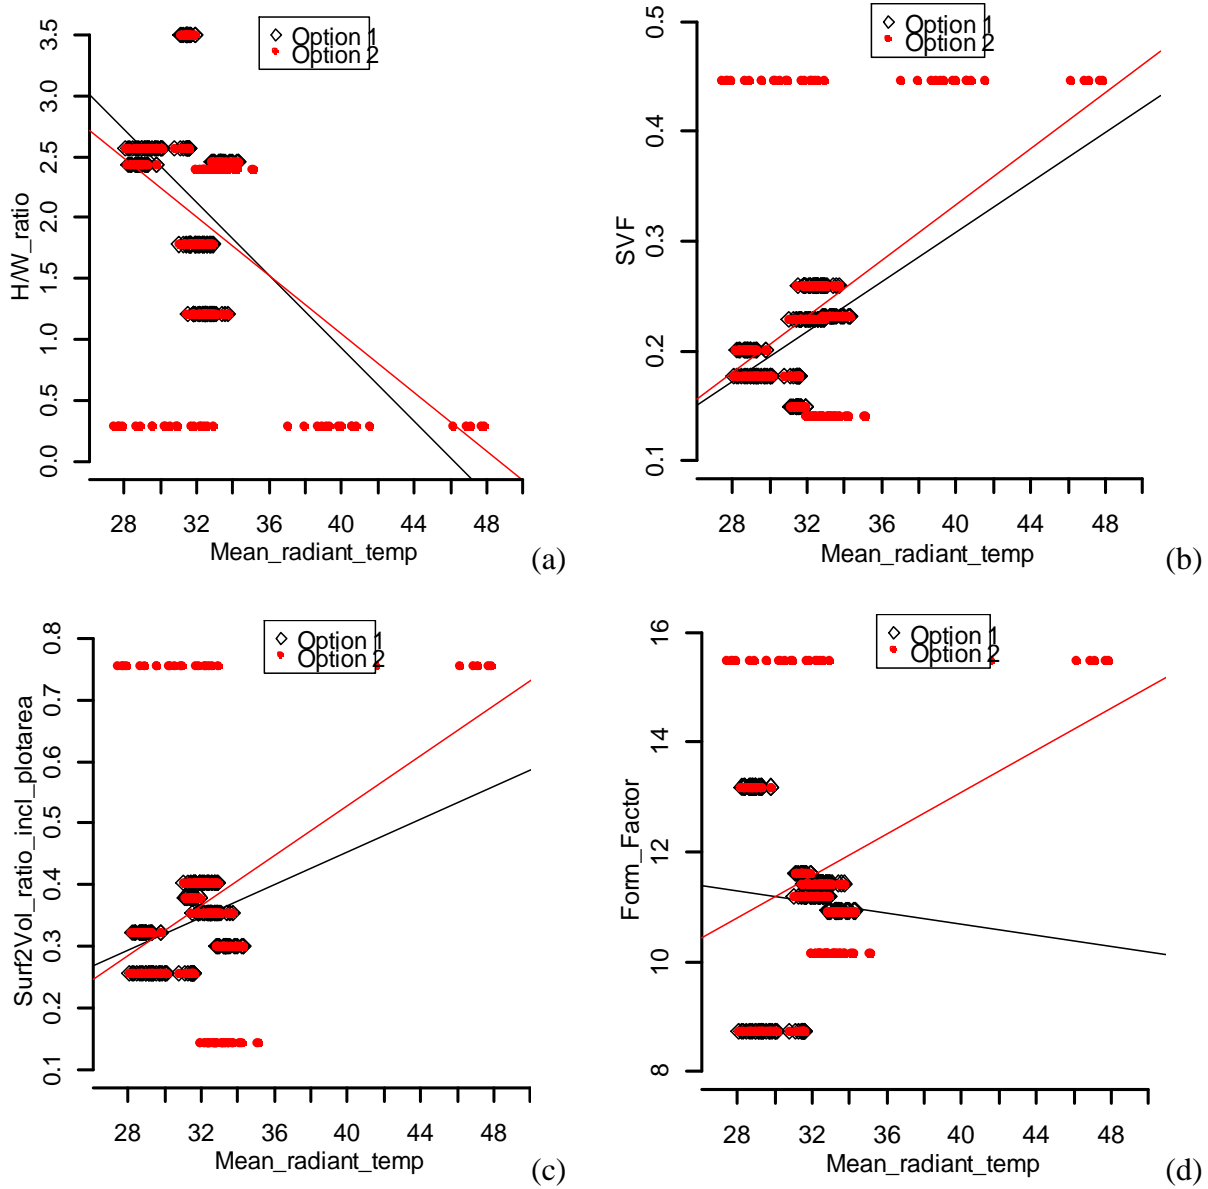 Option 1
Option 2
H/W_ratio
3.5
3.0
2.5
2.0
1.5
1.0
0.5
0.0
28 32 36 40 44 48
Mean_radiant_temp
(a)
Option 1
Option 2
SVF
0.5
0.4
0.3
0.2
0.1
28 32 36 40 44 48
Mean_radiant_temp
(b)
Option 1
Option 2
Surf2Vol_ratio_incl_plotarea
0.8
0.7
0.6
0.5
0.4
0.3
0.2
0.1
28 32 36 40 44 48
Mean_radiant_temp
(c)
Option 1
Option 2
Form_Factor
16
14
12
10
8
28 32 36 40 44 48
Mean_radiant_temp
(d)